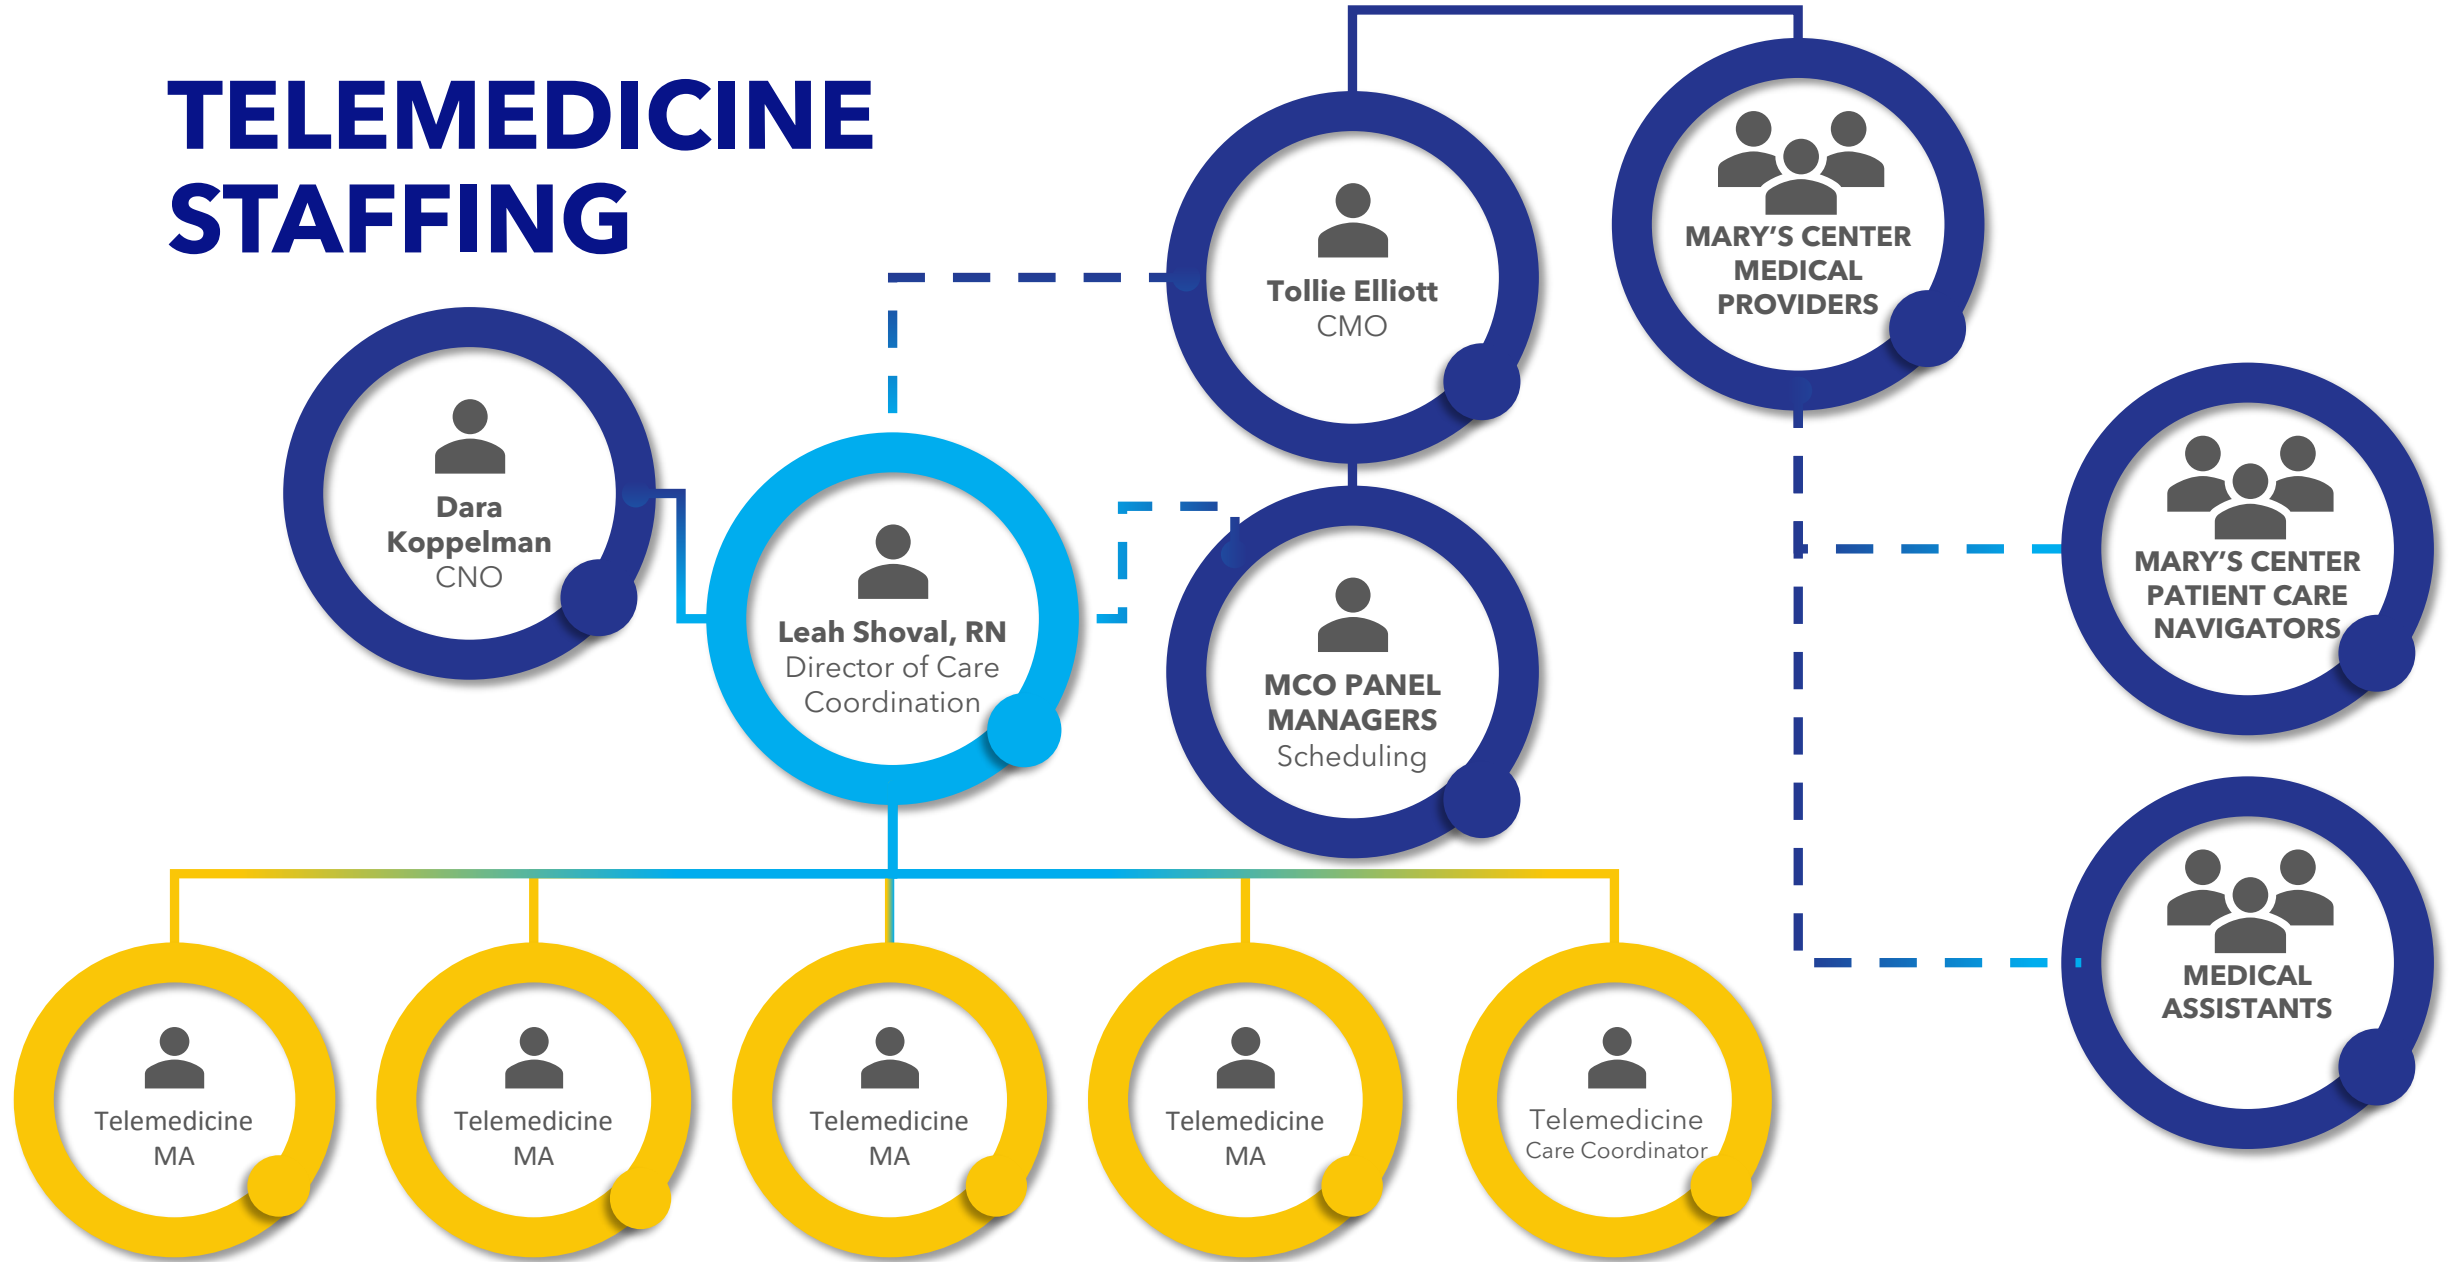 TELEMEDICINE
STAFFING
MARY'S CENTER
MEDICAL
PROVIDERS
Tollie Elliott
CMO
Dara
Koppelman
CNO
Leah Shoval, RN
Director of Care
Coordination
MCO PANEL
MANAGERS
Scheduling
MARY'S CENTER
PATIENT CARE
NAVIGATORS
MEDICAL
ASSISTANTS
Telemedicine
MA
Telemedicine
MA
Telemedicine
MA
Telemedicine
MA
Telemedicine
Care Coordinator